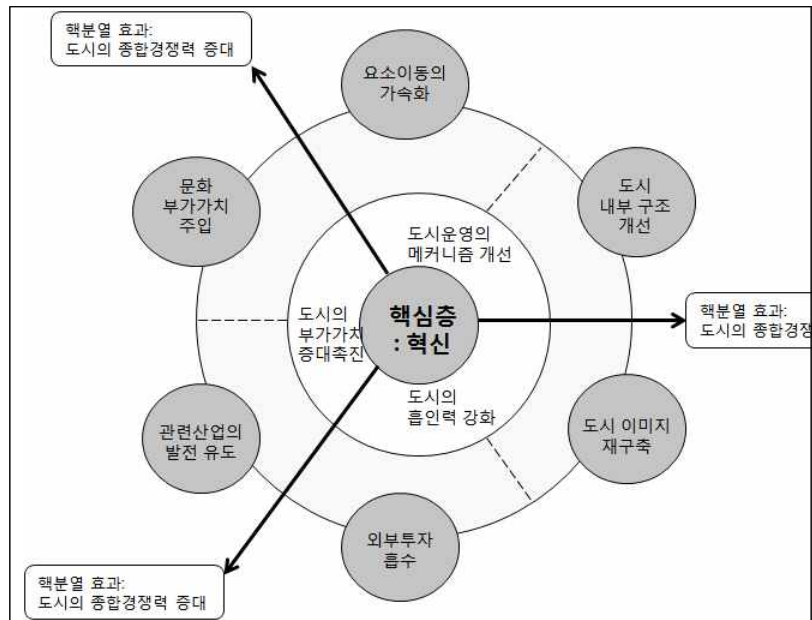 핵분열 효과:
도시의 종합경쟁력 증대
요소이동의
가속화
문화
부가가치
주입
도시
내부 구조
개선
도시운영의
메커니즘 개선
도시의
부가가치
증대촉진
핵심층
: 혁신
핵분열 효과:
도시의 종합경쟁
도시의
흡인력 강화
관련산업의
발전 유도
도시 이미지
재구축
외부투자
흡수
핵분열 효과:
도시의 종합경쟁력 증대